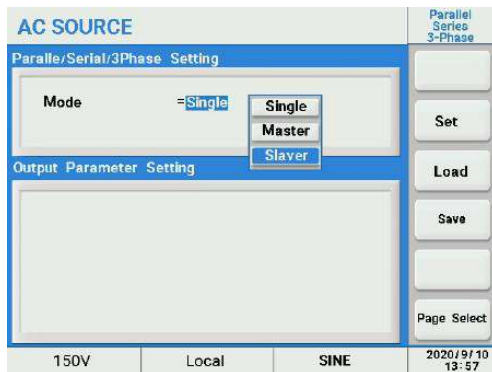 AC SOURCE
Parallel
Series
3-Phase
Paralle/Serial/3Phase Setting
Mode =Single
Single
Master
Slaver
Set
Output Parameter Setting
Load
Save
Page Select
150V Local SINE
2020/9/10
13:57